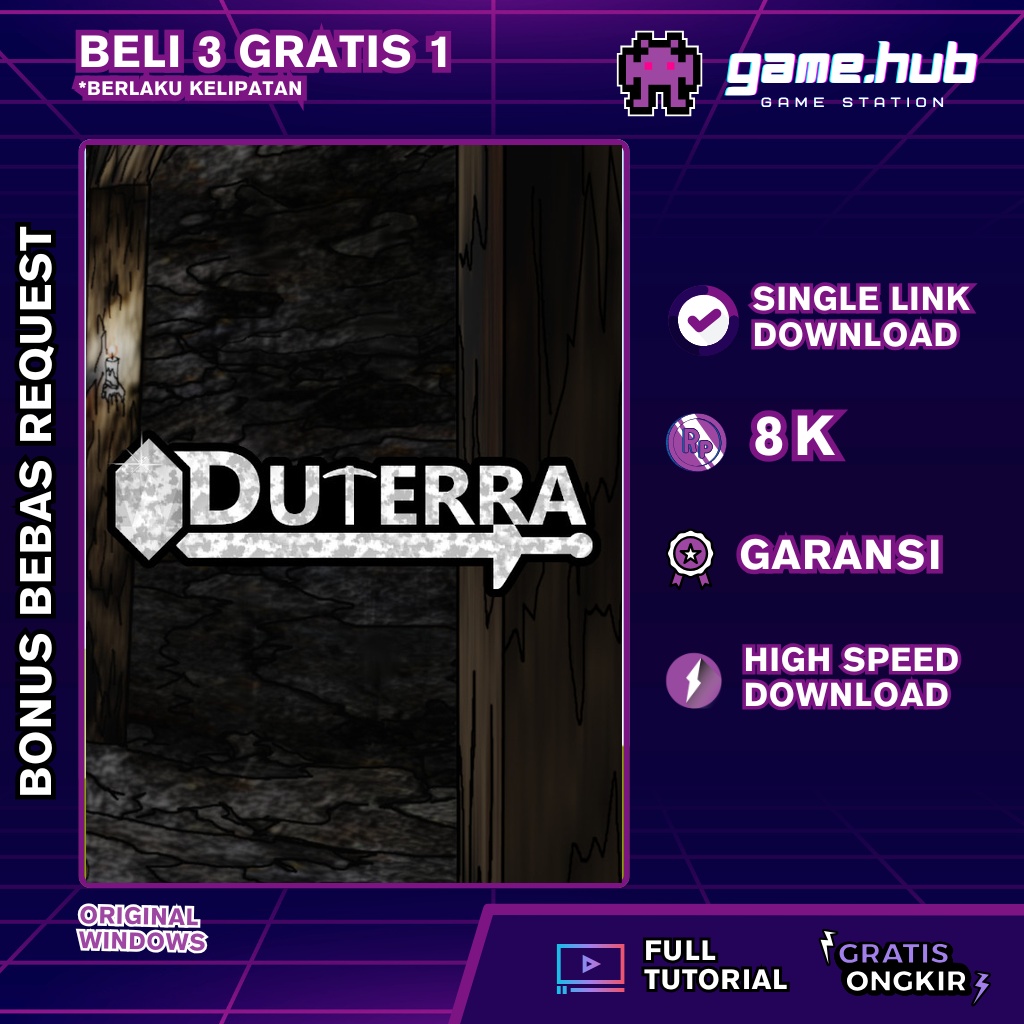 BELI 3 GRATIS 1
*BERLAKU KELIPATAN
game.hub
GAME STATION
BONUS BEBAS REQUEST
DUTERRA
SINGLE LINK
DOWNLOAD
Rp
8K
GARANSI
HIGH SPEED
DOWNLOAD
ORIGINAL
WINDOWS
FULL
TUTORIAL
GRATIS
ONGKIR